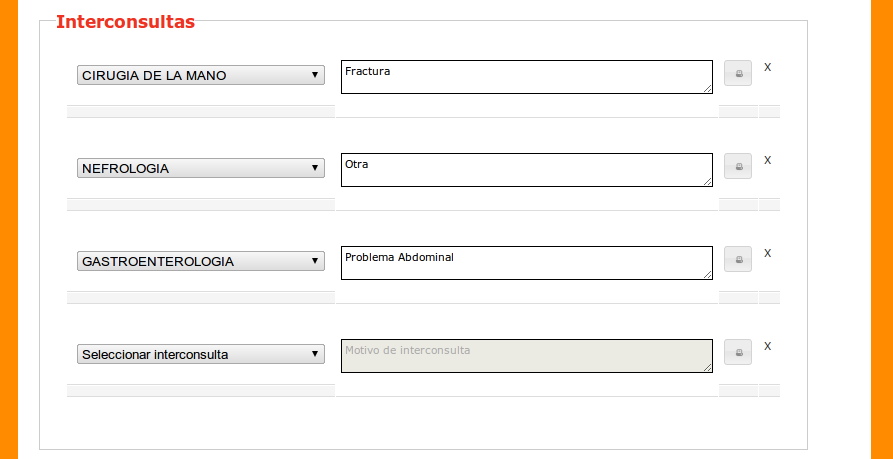 Interconsultas
CIRUGIA DE LA MANO
Fractura
X
NEFROLOGIA
Otra
X
GASTROENTEROLOGIA
Problema Abdominal
X
Seleccionar interconsulta
Motivo de interconsulta
X